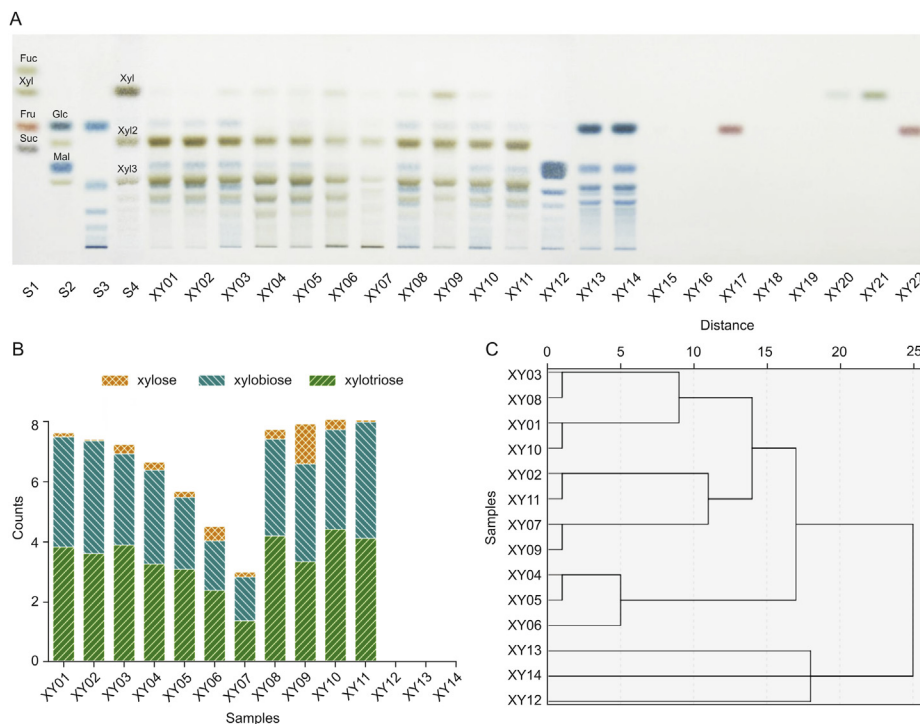 A
Fuc
Xyl
Fru
Suc
Glc
Mal
Xyl
Xyl2
Xyl3
S1 S2 S3 S4 XY01 XY02 XY03 XY04 XY05 XY06 XY07 XY08 XY09 XY10 XY11 XY12 XY13 XY14 XY15 XY16 XY17 XY18 XY19 XY20 XY21 XY22
B
xylose xylobiose xylotriose
Counts
8
6
4
2
0
XY01 XY02 XY03 XY04 XY05 XY06 XY07 XY08 XY09 XY10 XY11 XY12 XY13 XY14
Samples
C
Distance
0 5 10 15 20 25
Samples
XY03
XY08
XY01
XY10
XY02
XY11
XY07
XY09
XY04
XY05
XY06
XY13
XY14
XY12